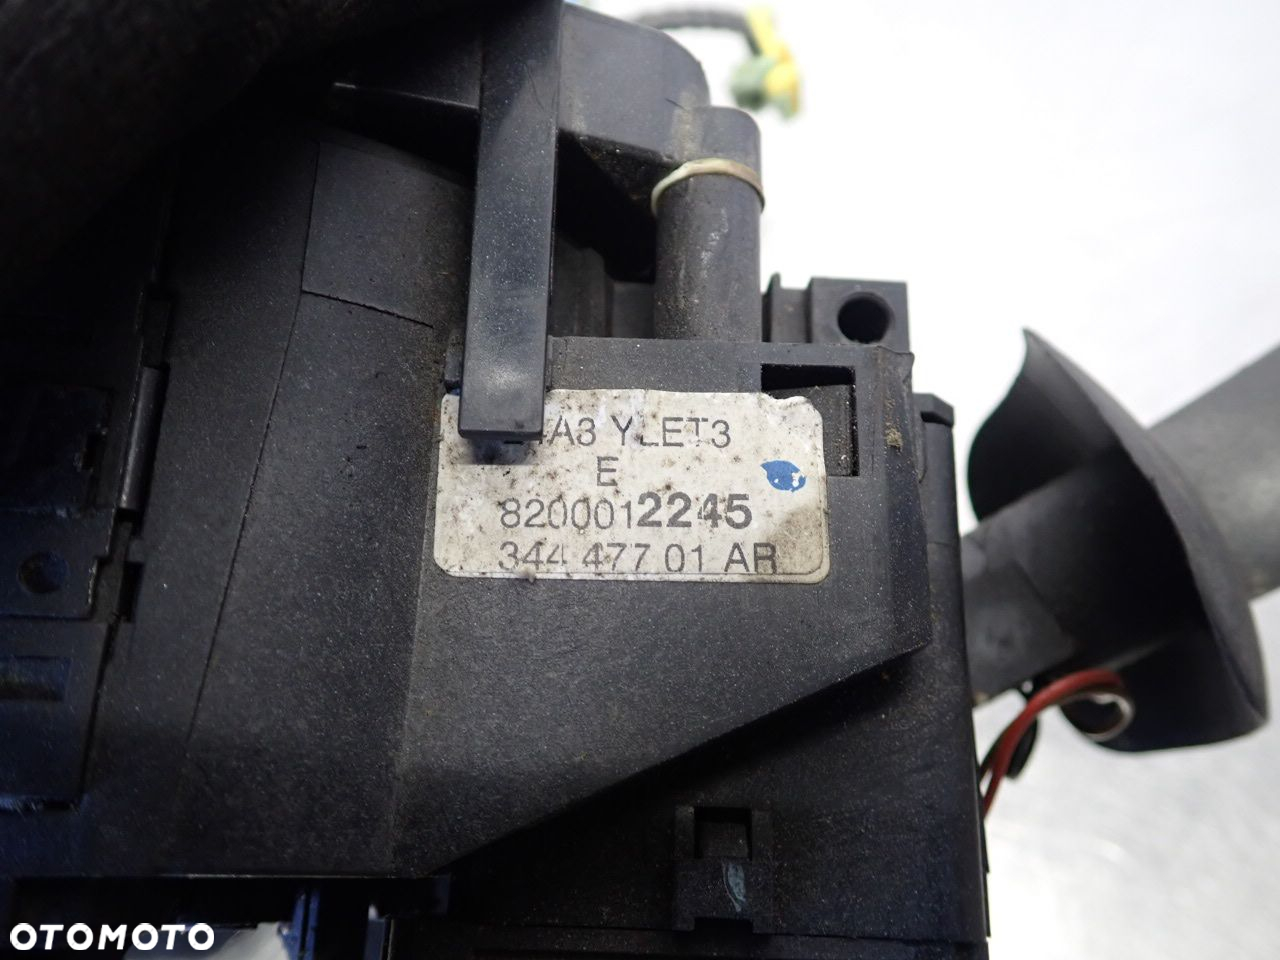 YLET3
E
8200012245
344 477 01 AR
OTOMOTO